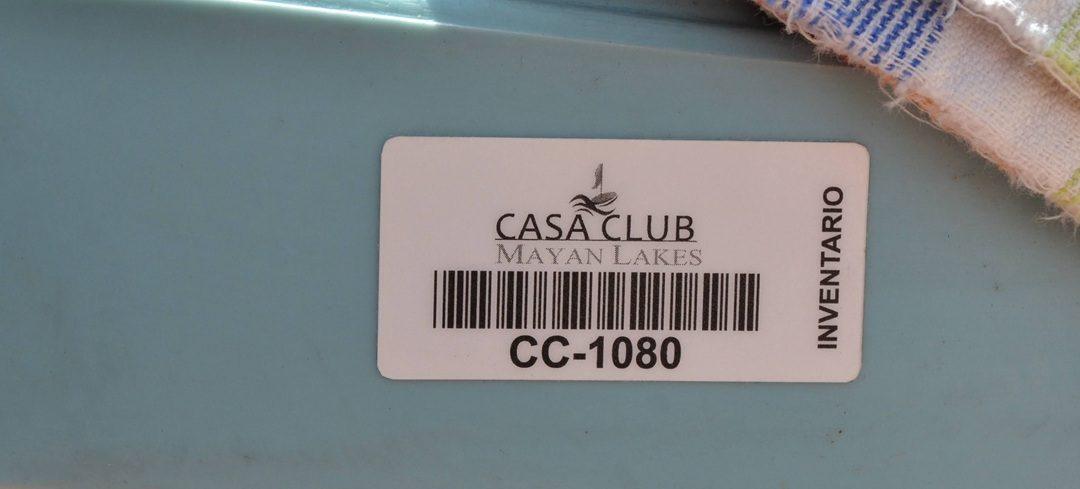 CASA CLUB
MAYAN LAKES
CC-1080
INVENTARIO